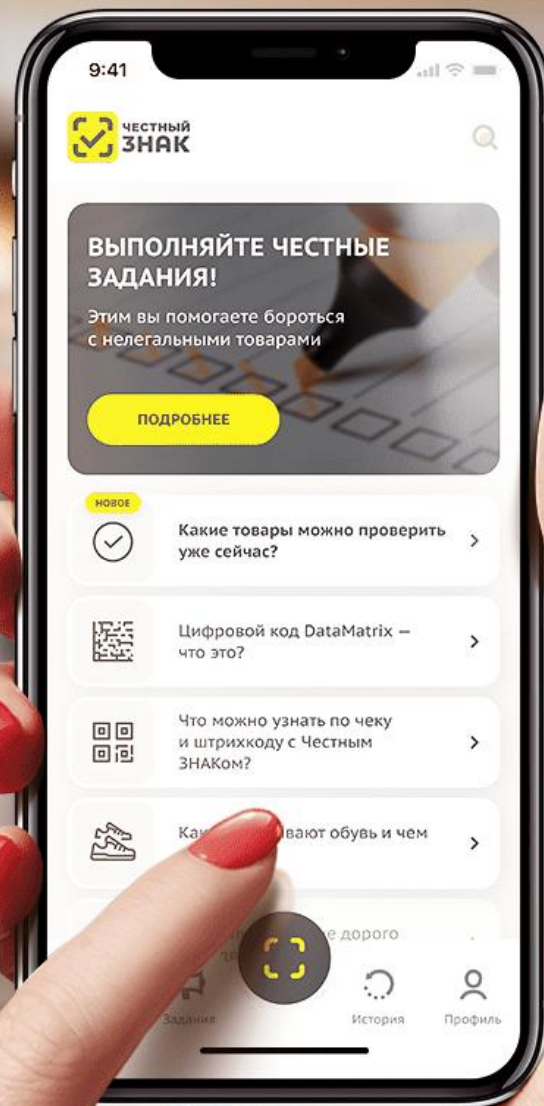 9:41
ЧЕСТНЫЙ
ЗНАК
ВЫПОЛНЯЙТЕ ЧЕСТНЫЕ
ЗАДАНИЯ!
Этим вы помогаете бороться
с нелегальными товарами
ПОДРОБНЕЕ
НОВОЕ
Какие товары можно проверить
уже сейчас?
Цифровой код DataMatrix —
что это?
Что можно узнать по чеку
и штрихкоду с Честным
ЗНАКом?
обувь и чем
дорого
Задания
История
Профиль